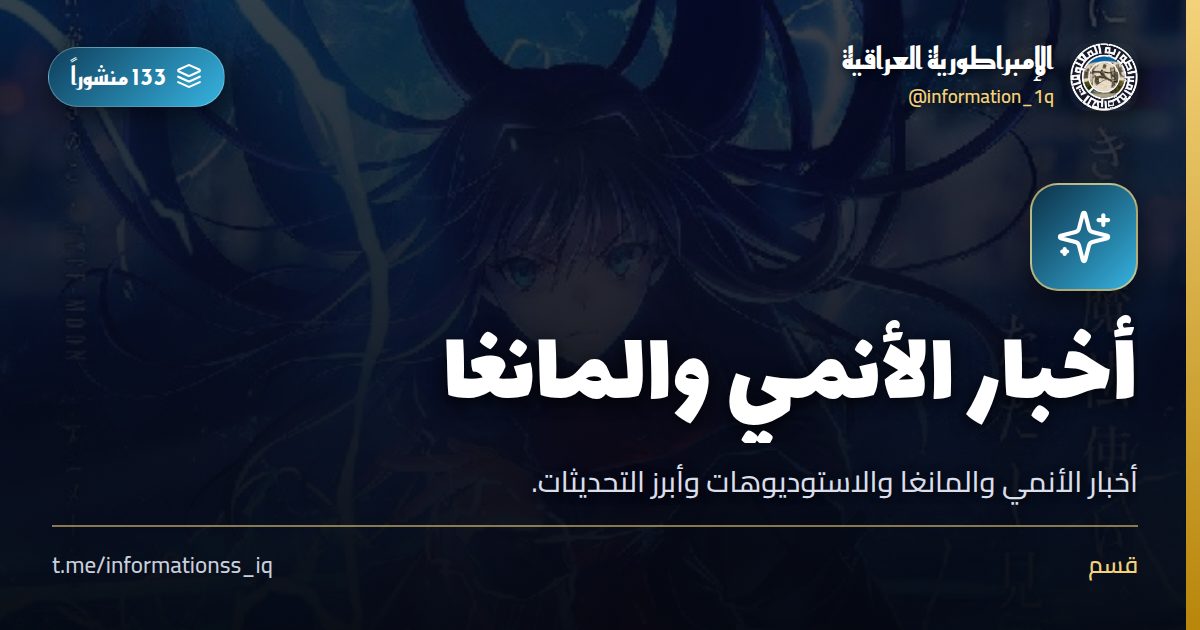 الإمبراطورية العراقية
@information_1q
133 منشوراً
أخبار الأنمي والمانغا
أخبار الأنمي والمانغا والاستوديوهات وأبرز التحديثات.
قسم
t.me/informationss_iq